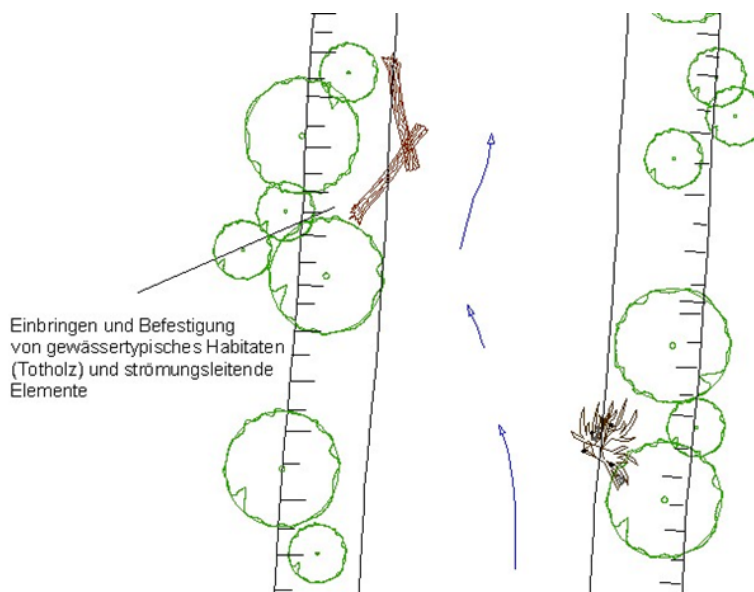 Einbringen und Befestigung
von gewässertypisches Habitaten
(Totholz) und strömungsleitende
Elemente